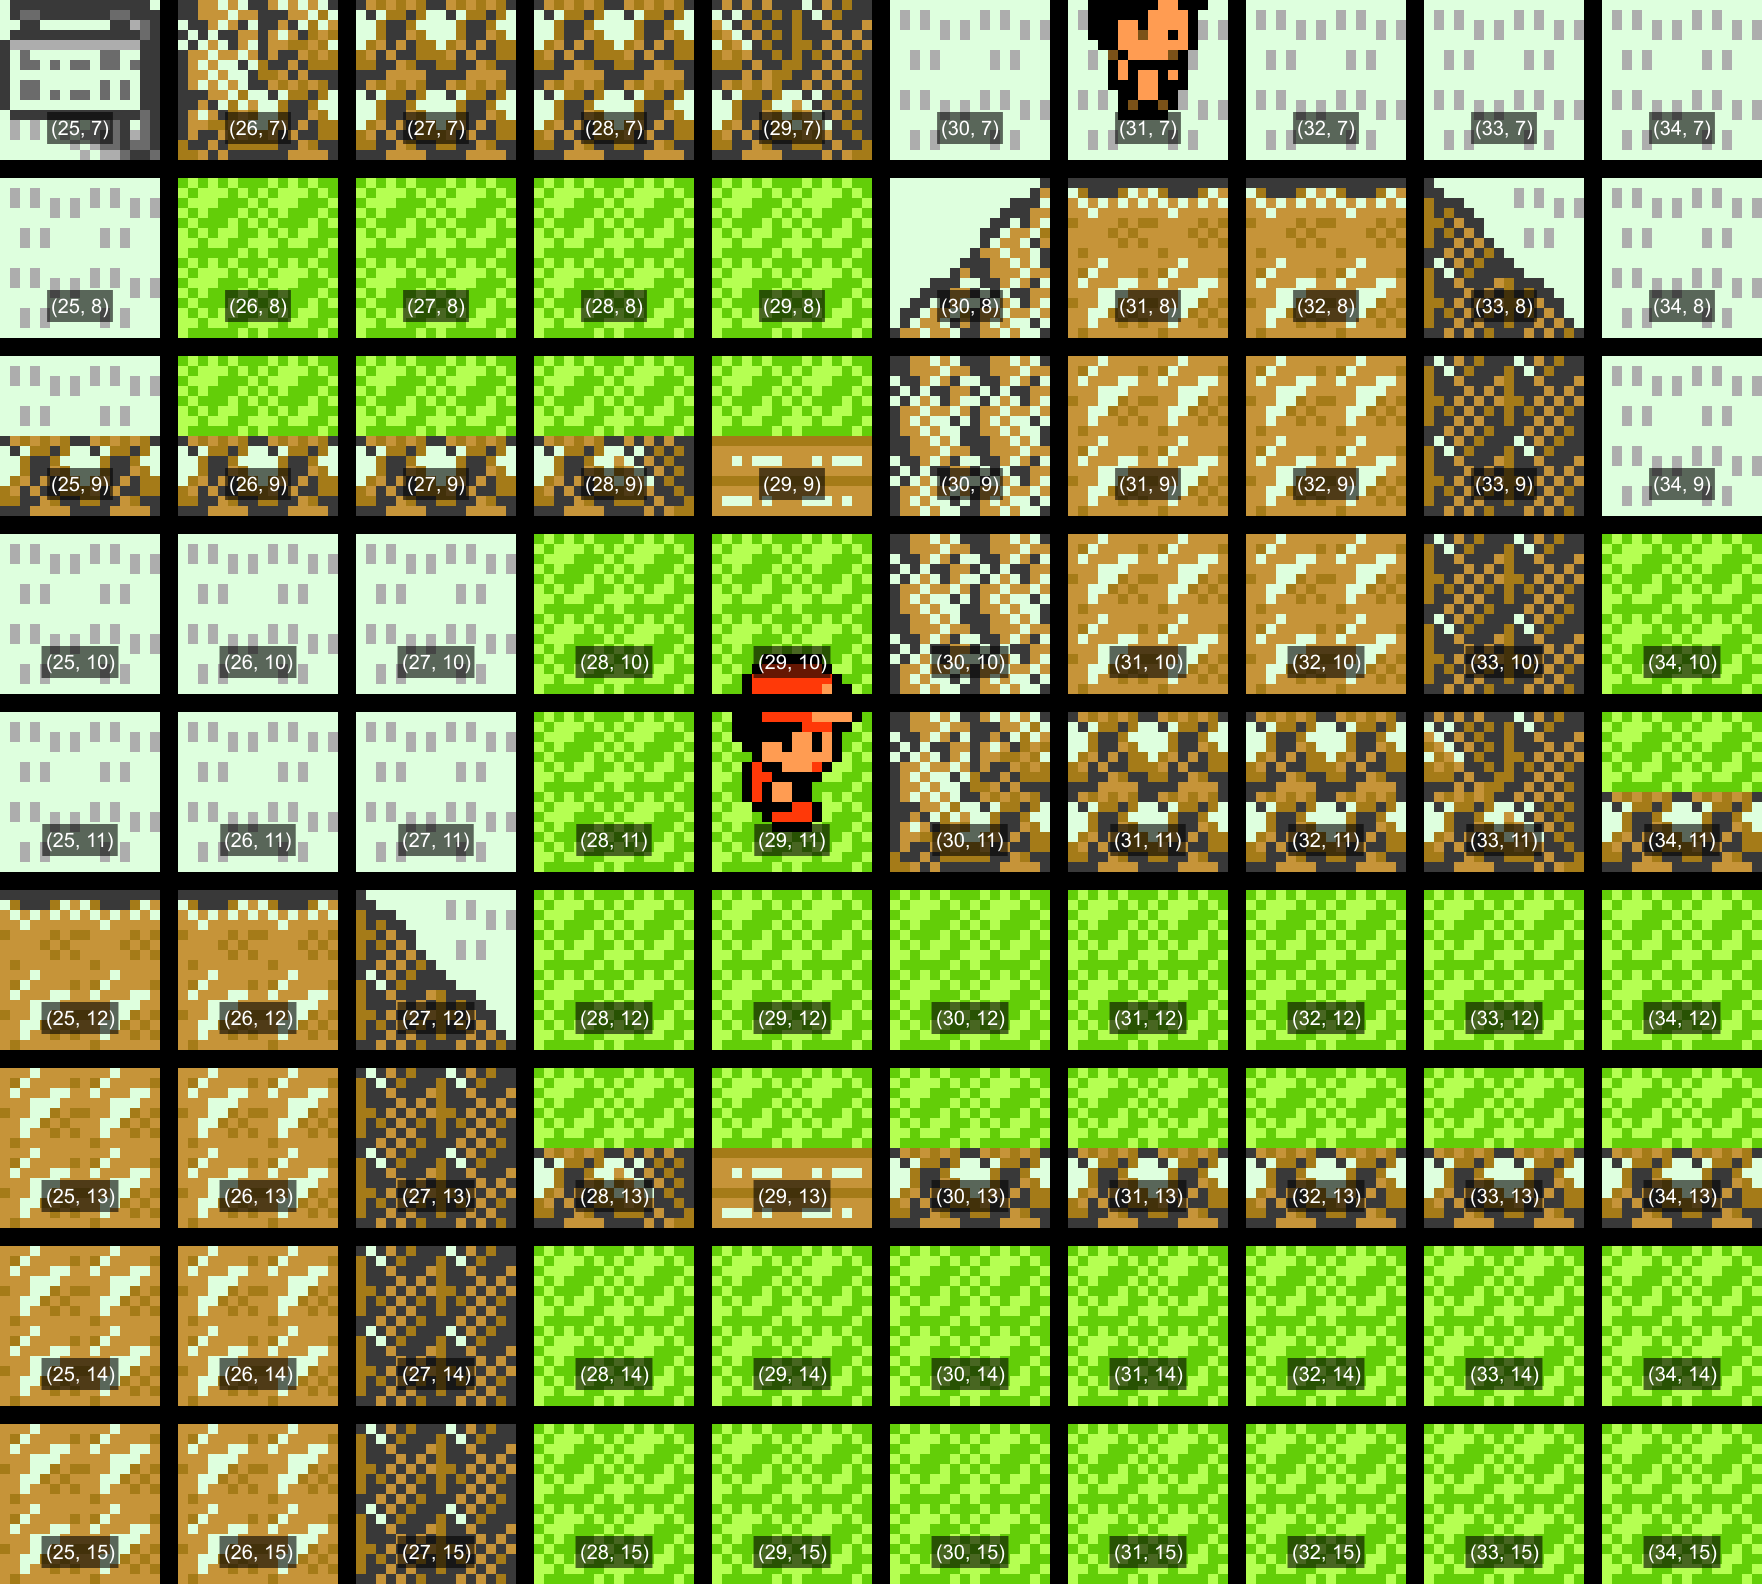 (25, 7) (26, 7) (27, 7) (28, 7) (29, 7) (30, 7) (31, 7) (32, 7) (33, 7) (34, 7)
(25, 8) (26, 8) (27, 8) (28, 8) (29, 8) (30, 8) (31, 8) (32, 8) (33, 8) (34, 8)
(25, 9) (26, 9) (27, 9) (28, 9) (29, 9) (30, 9) (31, 9) (32, 9) (33, 9) (34, 9)
(25, 10) (26, 10) (27, 10) (28, 10) (29, 10) (30, 10) (31, 10) (32, 10) (33, 10) (34, 10)
(25, 11) (26, 11) (27, 11) (28, 11) (29, 11) (30, 11) (31, 11) (32, 11) (33, 11) (34, 11)
(25, 12) (26, 12) (27, 12) (28, 12) (29, 12) (30, 12) (31, 12) (32, 12) (33, 12) (34, 12)
(25, 13) (26, 13) (27, 13) (28, 13) (29, 13) (30, 13) (31, 13) (32, 13) (33, 13) (34, 13)
(25, 14) (26, 14) (27, 14) (28, 14) (29, 14) (30, 14) (31, 14) (32, 14) (33, 14) (34, 14)
(25, 15) (26, 15) (27, 15) (28, 15) (29, 15) (30, 15) (31, 15) (32, 15) (33, 15) (34, 15)